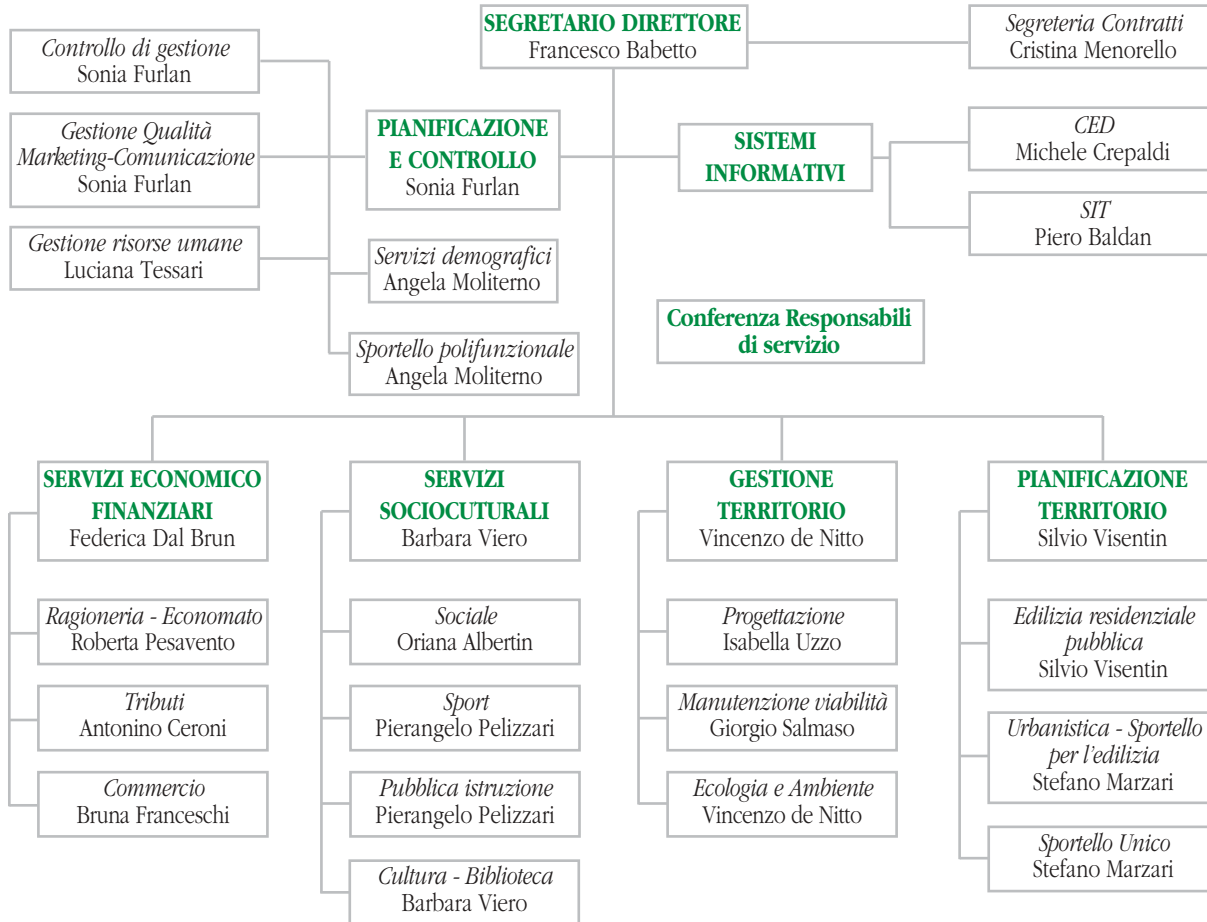 SEGRETARIO DIRETTORE
Francesco Babetto
Segreteria Contratti
Cristina Menorello
Controllo di gestione
Sonia Furlan
Gestione Qualità
Marketing-Comunicazione
Sonia Furlan
PIANIFICAZIONE
E CONTROLLO
Sonia Furlan
SISTEMI
INFORMATIVI
CED
Michele Crepaldi
SIT
Piero Baldan
Gestione risorse umane
Luciana Tessari
Servizi demografici
Angela Moliterno
Sportello polifunzionale
Angela Moliterno
Conferenza Responsabili
di servizio
SERVIZI ECONOMICO
FINANZIARI
Federica Dal Brun
Ragioneria - Economato
Roberta Pesavento
Tributi
Antonino Ceroni
Commercio
Bruna Franceschi
SERVIZI
SOCIOCUTURALI
Barbara Viero
Sociale
Oriana Albertin
Sport
Pierangelo Pelizzari
Pubblica istruzione
Pierangelo Pelizzari
Cultura - Biblioteca
Barbara Viero
GESTIONE
TERRITORIO
Vincenzo de Nitto
Progettazione
Isabella Uzzo
Manutenzione viabilità
Giorgio Salmaso
Ecologia e Ambiente
Vincenzo de Nitto
PIANIFICAZIONE
TERRITORIO
Silvio Visentin
Edilizia residenziale
pubblica
Silvio Visentin
Urbanistica - Sportello
per l'edilizia
Stefano Marzari
Sportello Unico
Stefano Marzari